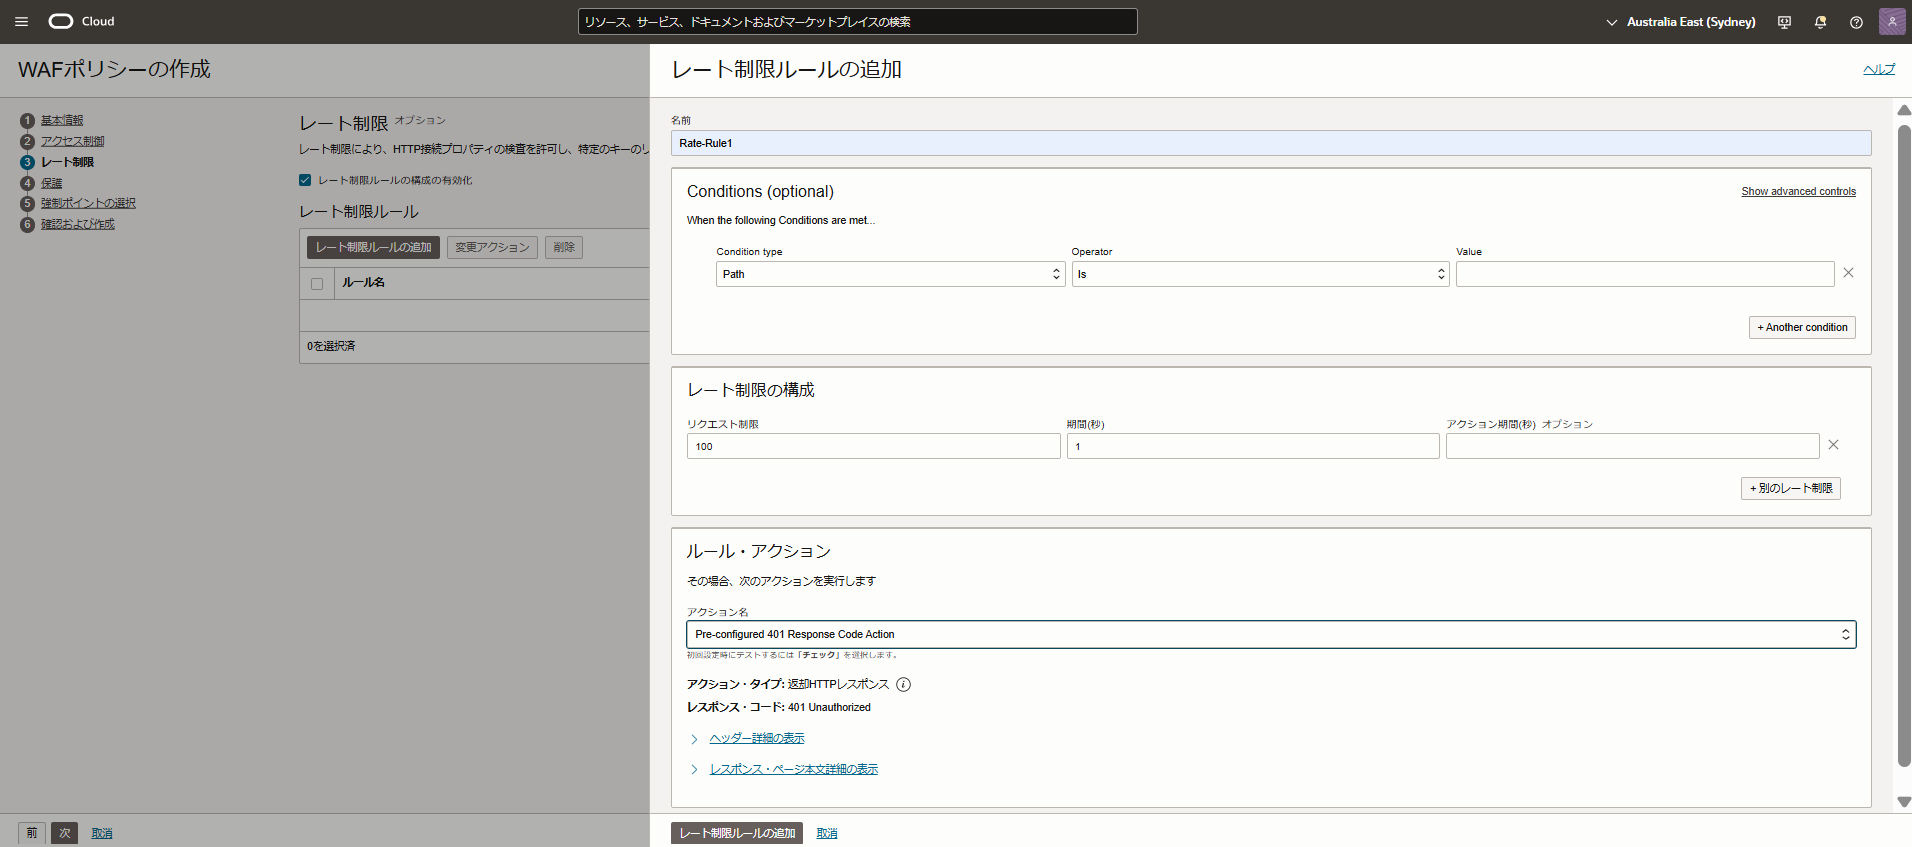 Cloud
リソース、サービス、ドキュメントおよびマーケットプレイスの検索
Australia East (Sydney)
WAFポリシーの作成
1 基本情報
2 アクセス制御
3 レート制限
4 保護
5 強制ポイントの選択
6 確認および作成
レート制限 オプション
レート制限により、HTTP接続プロパティの検査を許可し、特定のキーのリ
レート制限ルールの構成の有効化
レート制限ルール
レート制限ルールの追加 変更アクション 削除
ルール名
0を選択済
前 次 取消
レート制限ルールの追加
ヘルプ
名前
Rate-Rule1
Conditions (optional)
Show advanced controls
When the following Conditions are met...
Condition type Operator Value
Path Is
+ Another condition
レート制限の構成
リクエスト制限 期間(秒) アクション期間(秒) オプション
100 1
+ 別のレート制限
ルール・アクション
その場合、次のアクションを実行します
アクション名
Pre-configured 401 Response Code Action
初回設定時にテストするには「チェック」を選択します。
アクション・タイプ: 返却HTTPレスポンス
レスポンス・コード: 401 Unauthorized
ヘッダー詳細の表示
レスポンス・ページ本文詳細の表示
レート制限ルールの追加 取消